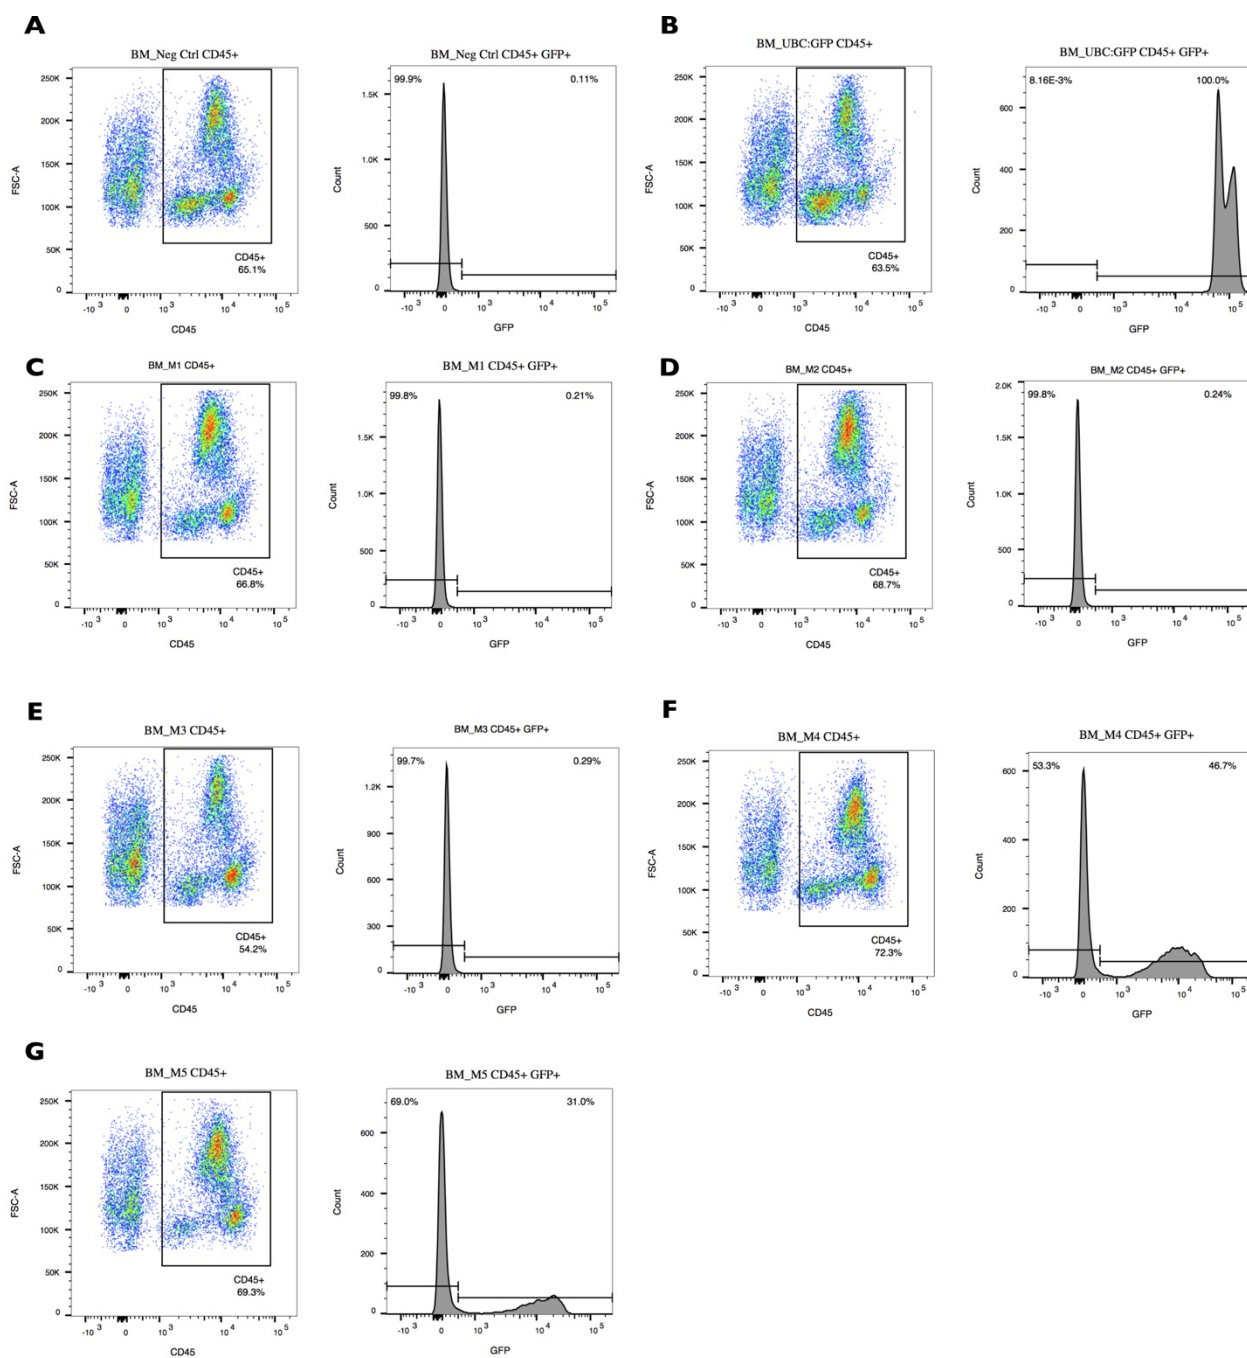 A
BM_Neg Ctrl CD45+
250K
200K
150K
100K
50K
0
FSC-A
-10 3 0 10 3 10 4 10 5
CD45
CD45+
65.1%
BM_Neg Ctrl CD45+ GFP+
99.9% 0.11%
1.5K
1.0K
500
0
Count
-10 3 0 10 3 10 4 10 5
GFP
B
BM_UBC:GFP CD45+
250K
200K
150K
100K
50K
0
FSC-A
-10 3 0 10 3 10 4 10 5
CD45
CD45+
63.5%
BM_UBC:GFP CD45+ GFP+
8.16E-3% 100.0%
600
400
200
0
Count
-10 3 0 10 3 10 4 10 5
GFP
C
BM_M1 CD45+
250K
200K
150K
100K
50K
0
FSC-A
-10 3 0 10 3 10 4 10 5
CD45
CD45+
66.8%
BM_M1 CD45+ GFP+
99.8% 0.21%
1.5K
1.0K
500
0
Count
-10 3 0 10 3 10 4 10 5
GFP
D
BM_M2 CD45+
250K
200K
150K
100K
50K
0
FSC-A
-10 3 0 10 3 10 4 10 5
CD45
CD45+
68.7%
BM_M2 CD45+ GFP+
99.8% 0.24%
2.0K
1.5K
1.0K
500
0
Count
-10 3 0 10 3 10 4 10 5
GFP
E
BM_M3 CD45+
250K
200K
150K
100K
50K
0
FSC-A
-10 3 0 10 3 10 4 10 5
CD45
CD45+
54.2%
BM_M3 CD45+ GFP+
99.7% 0.29%
1.2K
900
600
300
0
Count
-10 3 0 10 3 10 4 10 5
GFP
F
BM_M4 CD45+
250K
200K
150K
100K
50K
0
FSC-A
-10 3 0 10 3 10 4 10 5
CD45
CD45+
72.3%
BM_M4 CD45+ GFP+
53.3% 46.7%
600
400
200
0
Count
-10 3 0 10 3 10 4 10 5
GFP
G
BM_M5 CD45+
250K
200K
150K
100K
50K
0
FSC-A
-10 3 0 10 3 10 4 10 5
CD45
CD45+
69.3%
BM_M5 CD45+ GFP+
69.0% 31.0%
600
400
200
0
Count
-10 3 0 10 3 10 4 10 5
GFP